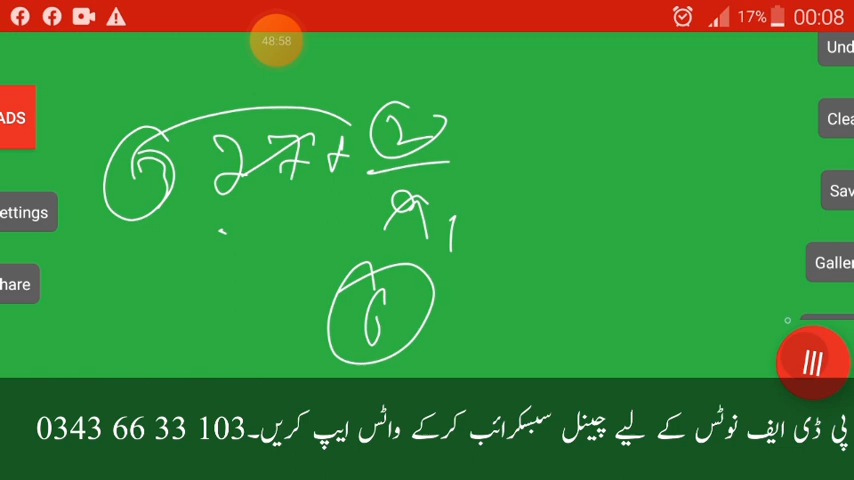 17% 00:08
48:58
Und
ADS
27 + 2
Clea
9 1
Sav
ettings
Galler
hare
6
پی ڈی ایف نوٹس کے لیے چینل سبسکرائب کرکے واٹس ایپ کریں۔0343 66 33 103